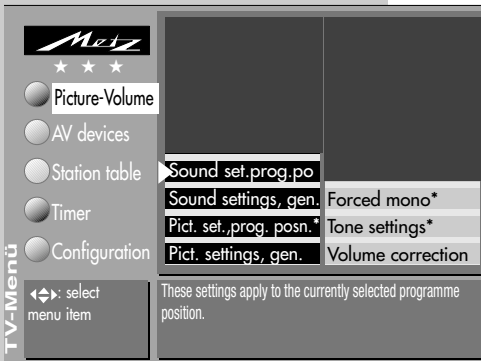 Metz
Picture-Volume
AV devices
Station table
Timer
Configuration
Sound set.prog.po
Sound settings, gen.
Pict. set.,prog. posn.*
Pict. settings, gen.
Forced mono*
Tone settings*
Volume correction
TV-Menü
: select
menu item
These settings apply to the currently selected programme
position.